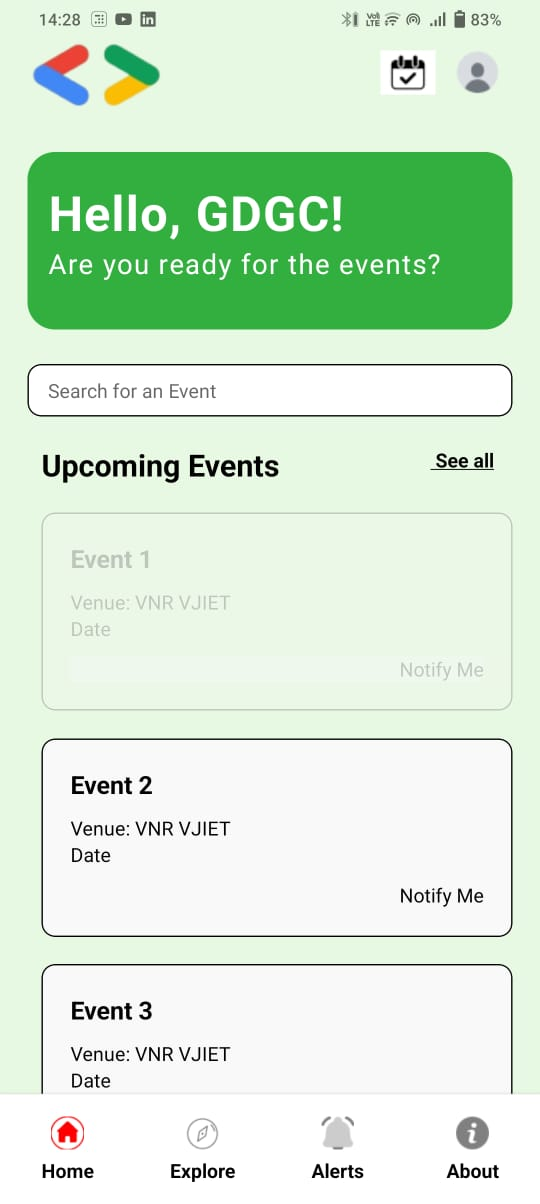 14:28
Vo)
LTE
83%
Hello, GDGC!
Are you ready for the events?
Search for an Event
Upcoming Events
See all
Event 1
Venue: VNR VJIET
Date
Notify Me
Event 2
Venue: VNR VJIET
Date
Notify Me
Event 3
Venue: VNR VJIET
Date
Home
Explore
Alerts
About